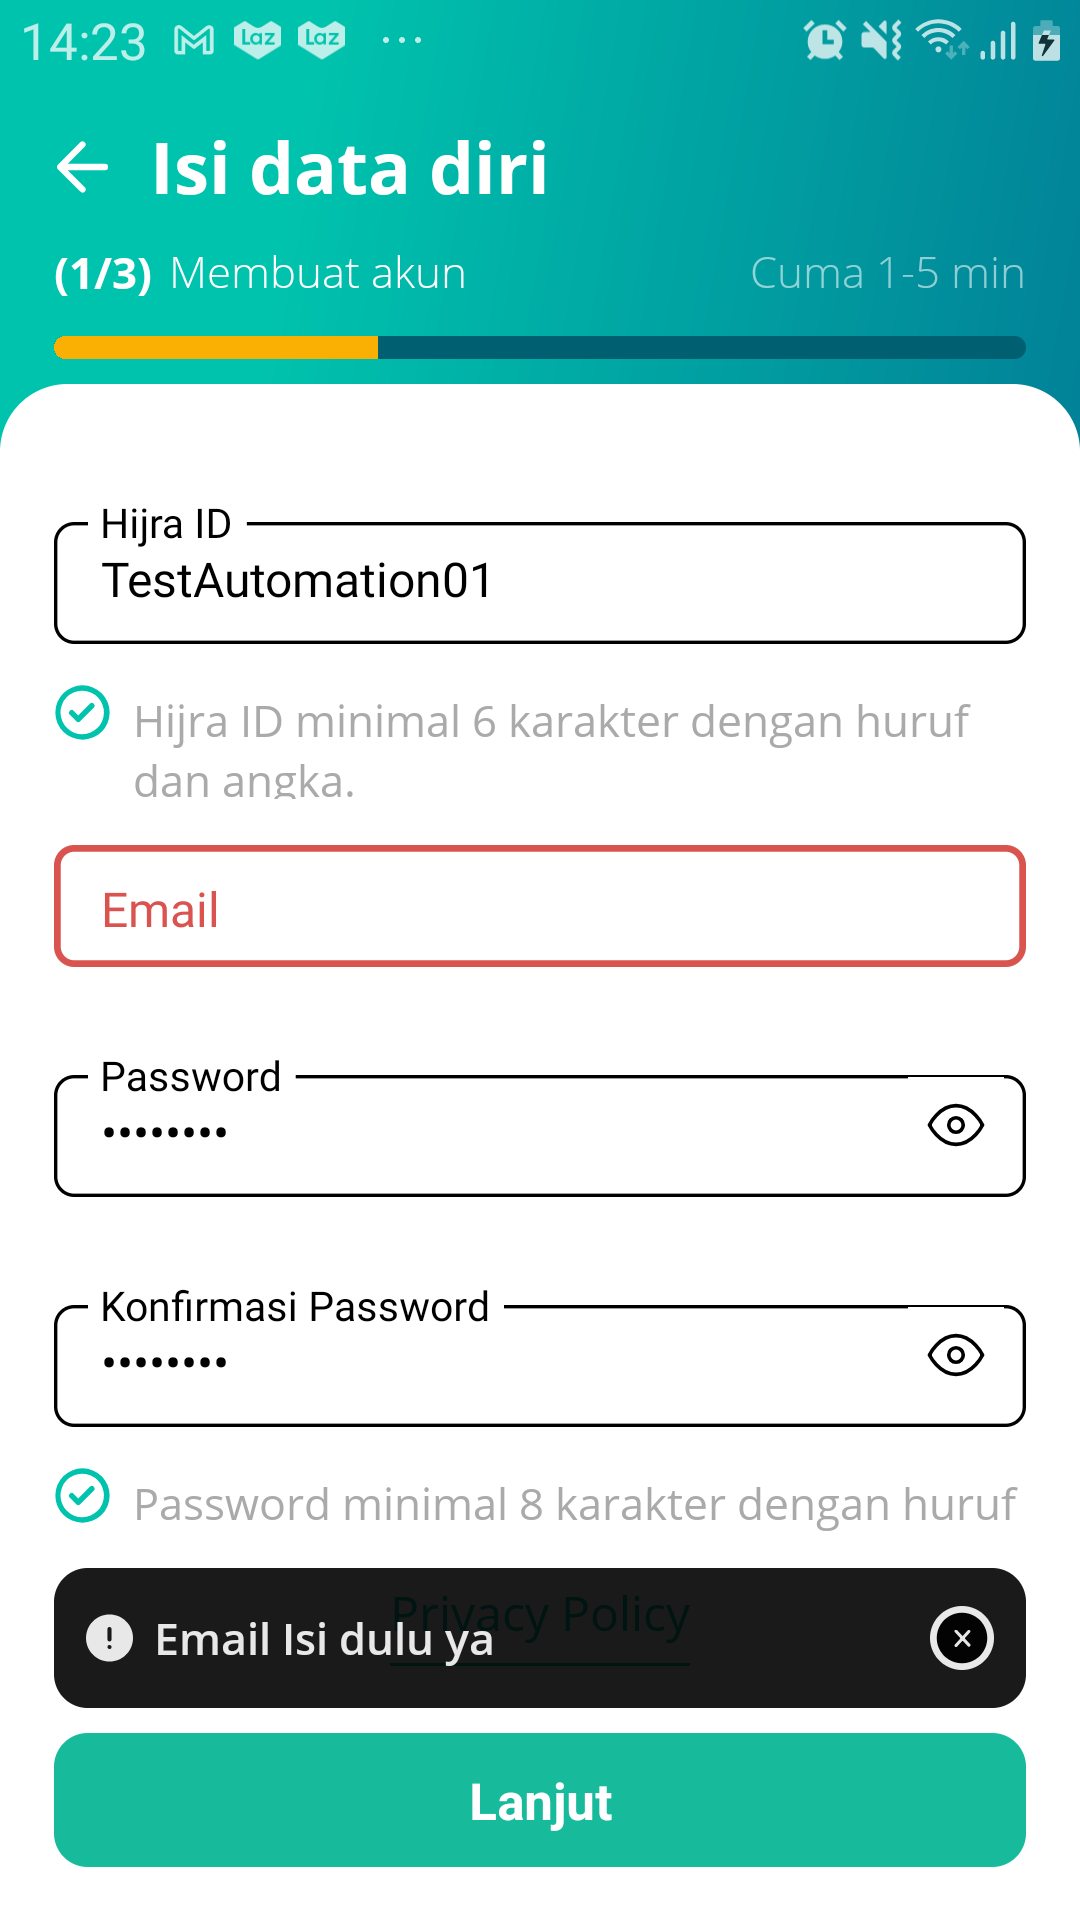 14:23 Laz Laz ...
Isi data diri
(1/3) Membuat akun Cuma 1-5 min
Hijra ID
TestAutomation01
Hijra ID minimal 6 karakter dengan huruf
dan angka.
Email
Password
••••••••
Konfirmasi Password
••••••••
Password minimal 8 karakter dengan huruf
Privacy Policy
Email Isi dulu ya
Lanjut